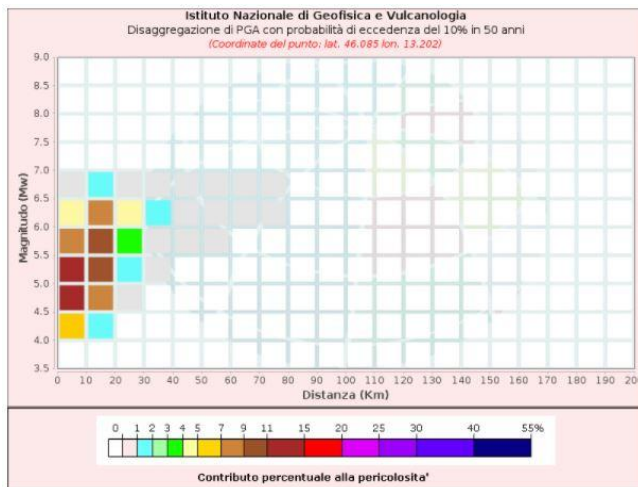 Istituto Nazionale di Geofisica e Vulcanologia
Disaggregazione di PGA con probabilità di eccedenza del 10% in 50 anni
(Coordinate del punto: lat. 46.085 lon. 13.202)
Magnitudo (Mw)
9.0
8.5
8.0
7.5
7.0
6.5
6.0
5.5
5.0
4.5
4.0
3.5
0 10 20 30 40 50 60 70 80 90 100 110 120 130 140 150 160 170 180 190 200
Distanza (Km)
0 1 2 3 4 5 7 9 11 15 20 25 30 40 55%
Contributo percentuale alla pericolosita'